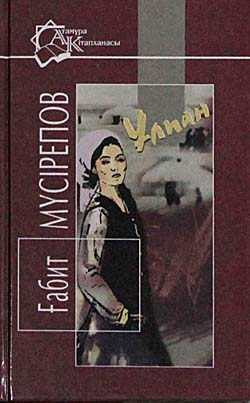 Атамұра
Кітапханасы
Ұлпан
Ғабит
МҮСІРЕПОВ